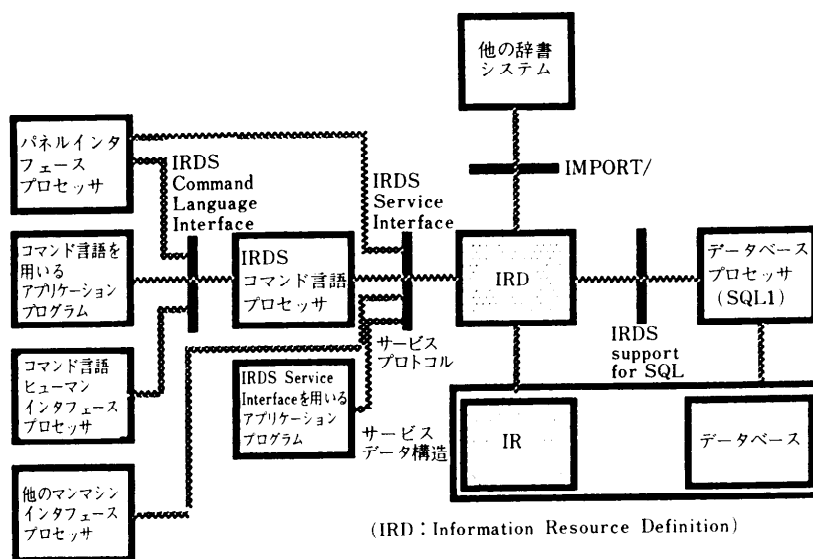 他の辞書
システム
パネルインタ
フェース
プロセッサ
IRDS
Command
Language
Interface
IRDS
Service
Interface
IMPORT/
コマンド言語を
用いる
アプリケーション
プログラム
IRDS
コマンド言語
プロセッサ
IRD
データベース
プロセッサ
(SQL1)
サービス
プロトコル
IRDS
support
for SQL
コマンド言語
ヒューマン
インタフェース
プロセッサ
IRDS Service
Interfaceを用いる
アプリケーション
プログラム
サービス
データ構造
IR
データベース
他のマンマシン
インタフェース
プロセッサ
(IRD：Information Resource Definition)